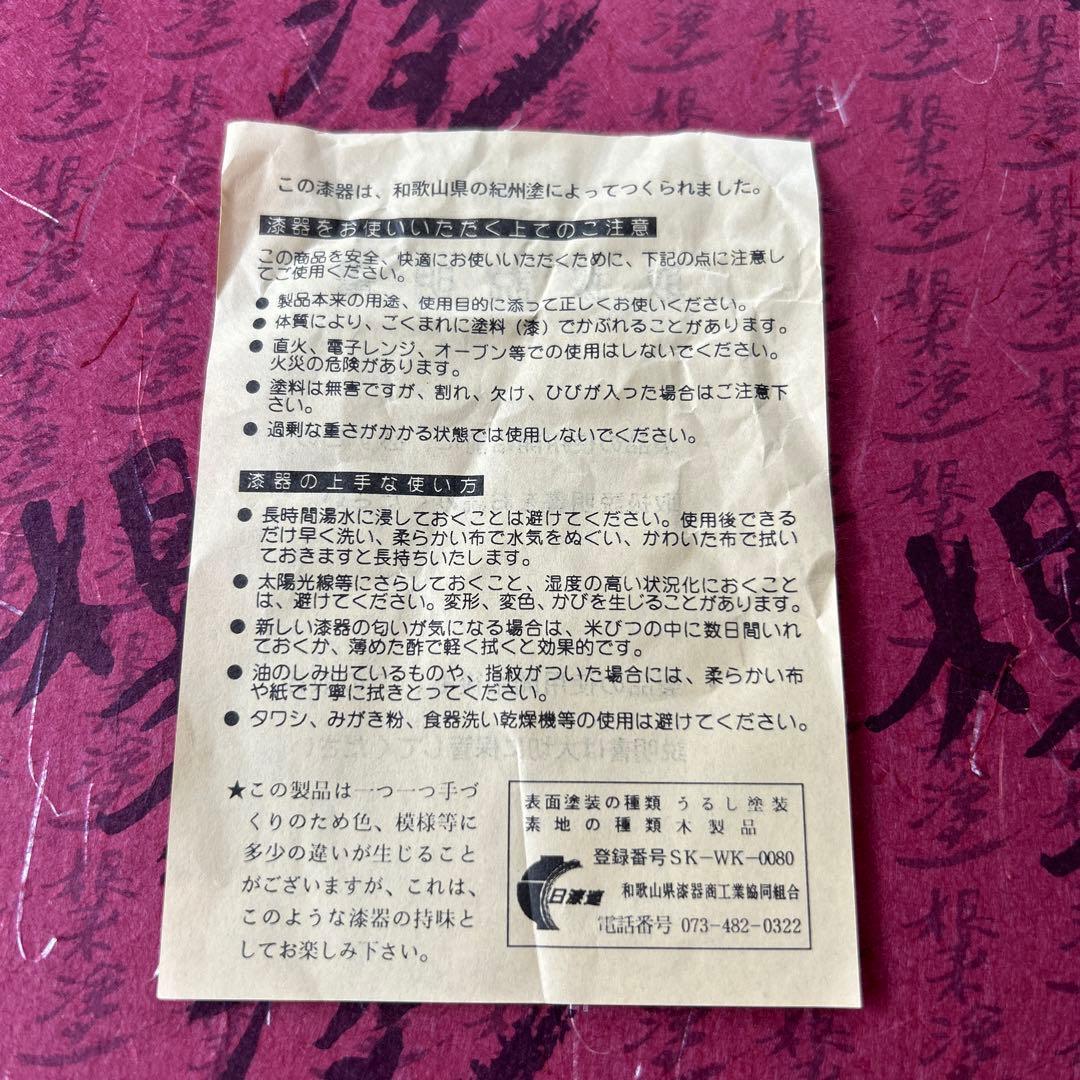 この漆器は、和歌山県の紀州塗によってつくられました。
漆器をお使いいただく上でのご注意
この商品を安全、快適にお使いいただくために、下記の点に注意し
てご使用ください。
● 製品本来の用途、使用目的に添って正しくお使いください。
● 体質により、ごくまれに塗料（漆）でかぶれることがあります。
● 直火、電子レンジ、オーブン等での使用はしないでください。
火災の危険があります。
● 塗料は無害ですが、割れ、欠け、ひびが入った場合はご注意下
さい。
● 過剰な重さがかかる状態では使用しないでください。
漆器の上手な使い方
● 長時間湯水に浸しておくことは避けてください。使用後できる
だけ早く洗い、柔らかい布で水気をぬぐい、かわいた布で拭い
ておきますと長持ちいたします。
● 太陽光線等にさらしておくこと、湿度の高い状況化におくこと
は、避けてください。変形、変色、かびを生じることがあります。
● 新しい漆器の匂いが気になる場合は、米びつの中に数日間いれ
ておくか、薄めた酢で軽く拭くと効果的です。
● 油のしみ出ているものや、指紋がついた場合には、柔らかい布
や紙で丁寧に拭きとってください。
● タワシ、みがき粉、食器洗い乾燥機等の使用は避けてください。
★この製品は一つ一つ手づ
くりのため色、模様等に
多少の違いが生じること
がございますが、これは、
このような漆器の持味と
してお楽しみ下さい。
表面塗装の種類 うるし塗装
素地の種類 木製品
登録番号SK-WK-0080
日漆連
和歌山県漆器商工業協同組合
電話番号 073-482-0322
根来塗